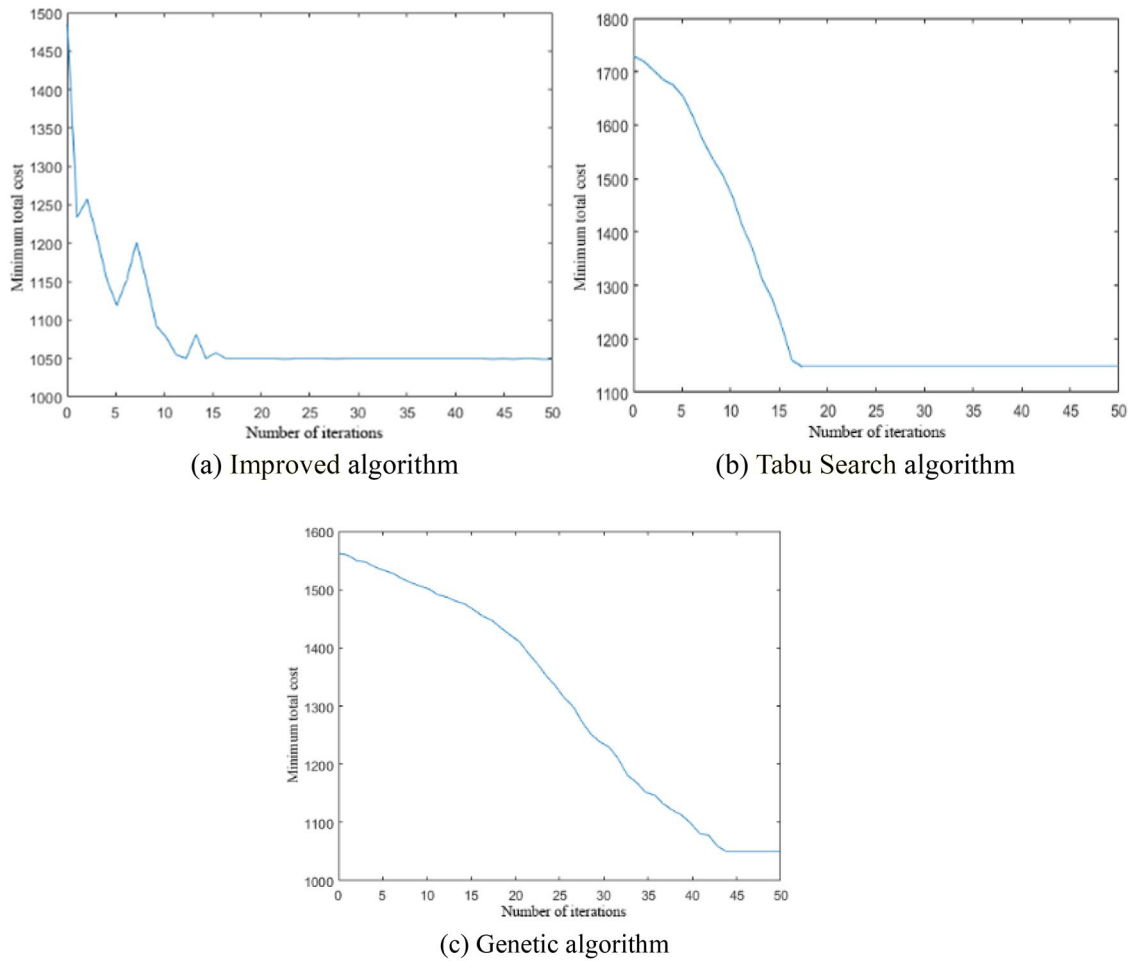 1500
1450
1400
1350
1300
1250
1200
1150
1100
1050
1000
Minimum total cost
0 5 10 15 20 25 30 35 40 45 50
Number of iterations
(a) Improved algorithm
1800
1700
1600
1500
1400
1300
1200
1100
Minimum total cost
0 5 10 15 20 25 30 35 40 45 50
Number of iterations
(b) Tabu Search algorithm
1600
1500
1400
1300
1200
1100
1000
Minimum total cost
0 5 10 15 20 25 30 35 40 45 50
Number of iterations
(c) Genetic algorithm